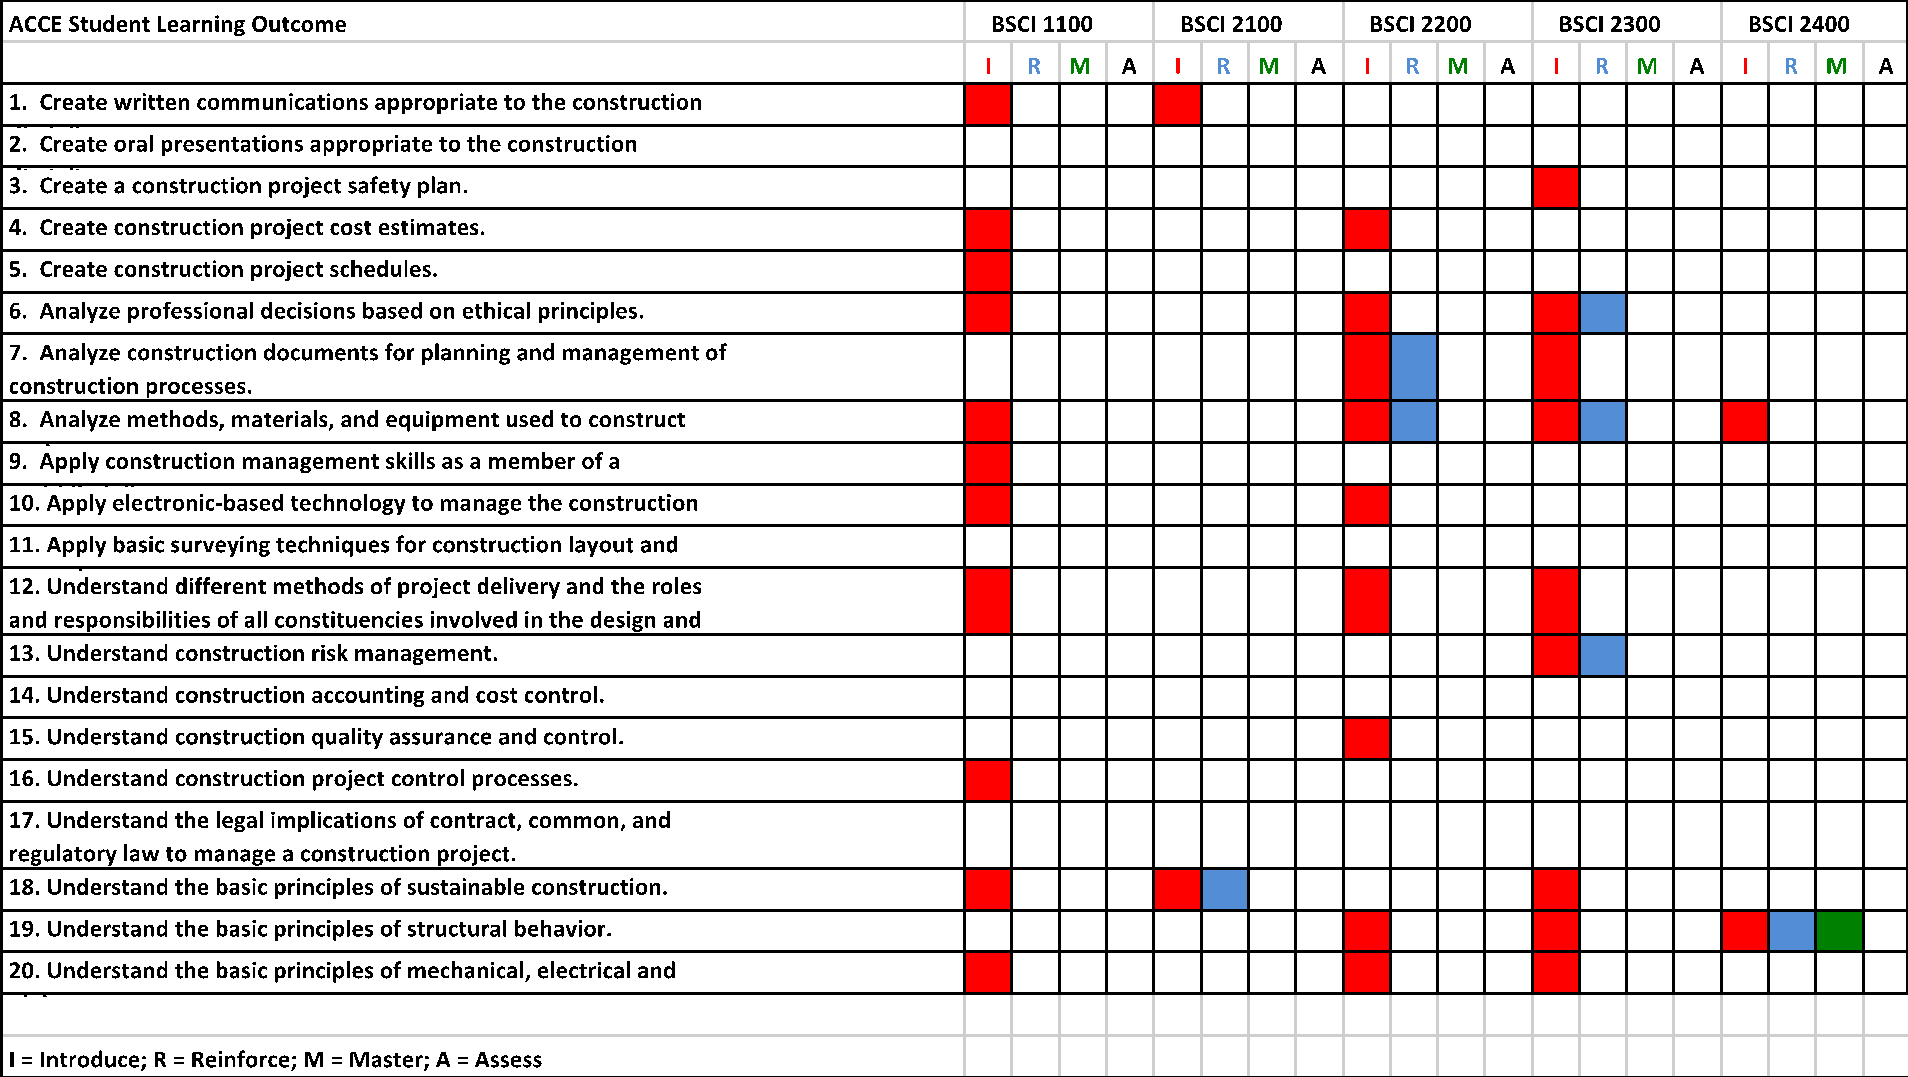 ACCE Student Learning Outcome BSCI 1100 BSCI 2100 BSCI 2200 BSCI 2300 BSCI 2400
I R M A I R M A I R M A I R M A I R M A
1. Create written communications appropriate to the construction
2. Create oral presentations appropriate to the construction
3. Create a construction project safety plan.
4. Create construction project cost estimates.
5. Create construction project schedules.
6. Analyze professional decisions based on ethical principles.
7. Analyze construction documents for planning and management of
construction processes.
8. Analyze methods, materials, and equipment used to construct
9. Apply construction management skills as a member of a
10. Apply electronic-based technology to manage the construction
11. Apply basic surveying techniques for construction layout and
12. Understand different methods of project delivery and the roles
and responsibilities of all constituencies involved in the design and
13. Understand construction risk management.
14. Understand construction accounting and cost control.
15. Understand construction quality assurance and control.
16. Understand construction project control processes.
17. Understand the legal implications of contract, common, and
regulatory law to manage a construction project.
18. Understand the basic principles of sustainable construction.
19. Understand the basic principles of structural behavior.
20. Understand the basic principles of mechanical, electrical and
I = Introduce; R = Reinforce; M = Master; A = Assess